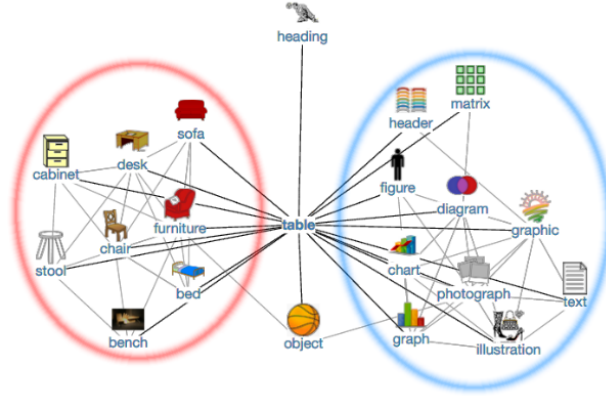 heading
sofa
desk
cabinet
chair
furniture
stool
bed
bench
table
object
matrix
header
figure
diagram
graphic
chart
photograph
text
graph
illustration